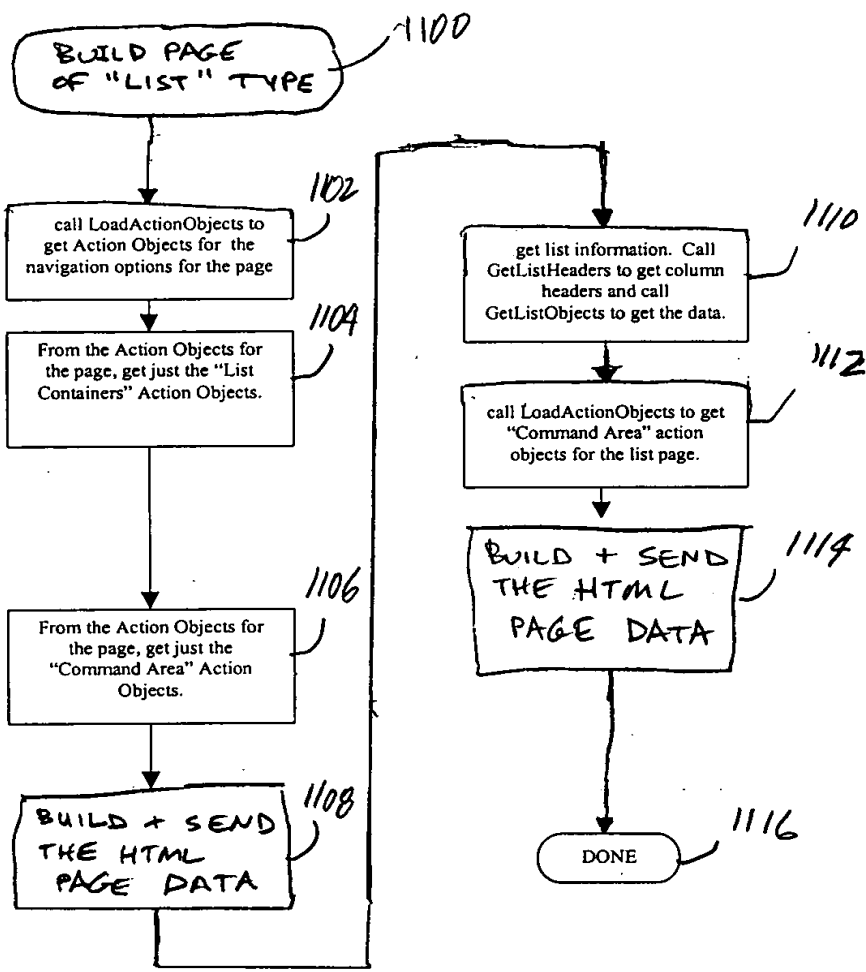 BUILD PAGE
OF "LIST" TYPE
1100
call LoadActionObjects to
get Action Objects for the
navigation options for the page
1102
From the Action Objects for
the page, get just the “List
Containers” Action Objects.
1104
From the Action Objects for
the page, get just the
“Command Area” Action
Objects.
1106
BUILD + SEND
THE HTML
PAGE DATA
1108
get list information. Call
GetListHeaders to get column
headers and call
GetListObjects to get the data.
1110
call LoadActionObjects to get
“Command Area” action
objects for the list page.
1112
BUILD + SEND
THE HTML
PAGE DATA
1114
DONE
1116